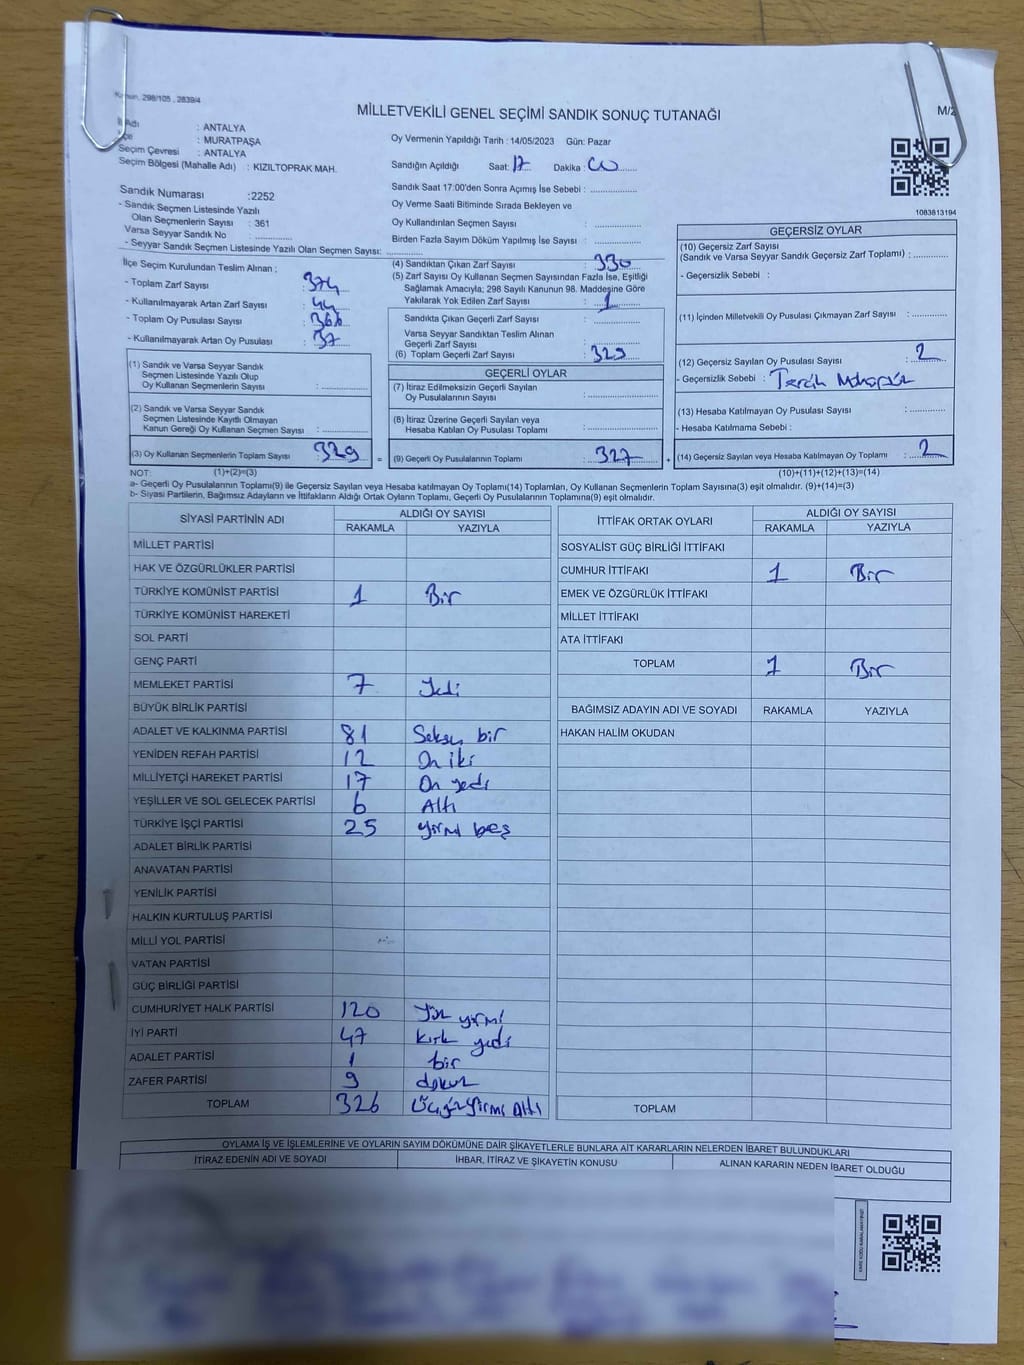 Kanun, 298/105 , 2839/4
MİLLETVEKİLİ GENEL SEÇİMİ SANDIK SONUÇ TUTANAĞI
M/2
İl Adı : ANTALYA
İlçe : MURATPAŞA
Seçim Çevresi : ANTALYA
Seçim Bölgesi (Mahalle Adı) : KIZILTOPRAK MAH.
Oy Vermenin Yapıldığı Tarih : 14/05/2023 Gün: Pazar
Sandığın Açıldığı Saat: 17 Dakika : 00
Sandık Saat 17:00'den Sonra Açımış İse Sebebi : ..................
Oy Verme Saati Bitiminde Sırada Bekleyen ve
Oy Kullandırılan Seçmen Sayısı : ..................
Birden Fazla Sayım Döküm Yapılmış İse Sayısı : ..................
1083813194
Sandık Numarası :2252
- Sandık Seçmen Listesinde Yazılı
Olan Seçmenlerin Sayısı : 361
Varsa Seyyar Sandık No : ..................
- Seyyar Sandık Seçmen Listesinde Yazılı Olan Seçmen Sayısı: ..................
İlçe Seçim Kurulundan Teslim Alınan ;
- Toplam Zarf Sayısı : 374
- Kullanılmayarak Artan Zarf Sayısı : 44
- Toplam Oy Pusulası Sayısı : 366
- Kullanılmayarak Artan Oy Pusulası : 37
(1) Sandık ve Varsa Seyyar Sandık
Seçmen Listesinde Yazılı Olup
Oy Kullanan Seçmenlerin Sayısı : ..................
(2) Sandık ve Varsa Seyyar Sandık
Seçmen Listesinde Kayıtlı Olmayan
Kanun Gereği Oy Kullanan Seçmen Sayısı : ..................
(3) Oy Kullanan Seçmenlerin Toplam Sayısı : 329 =
(4) Sandıktan Çıkan Zarf Sayısı : 330
(5) Zarf Sayısı Oy Kullanan Seçmen Sayısından Fazla İse, Eşitliği
Sağlamak Amacıyla; 298 Sayılı Kanunun 98. Maddesine Göre
Yakılarak Yok Edilen Zarf Sayısı : 1
Sandıkta Çıkan Geçerli Zarf Sayısı : ..................
Varsa Seyyar Sandıktan Teslim Alınan
Geçerli Zarf Sayısı : ..................
(6) Toplam Geçerli Zarf Sayısı : 329
GEÇERLİ OYLAR
(7) İtiraz Edilmeksizin Geçerli Sayılan
Oy Pusulalarının Sayısı : ..................
(8) İtiraz Üzerine Geçerli Sayılan veya
Hesaba Katılan Oy Pusulası Toplamı : ..................
(9) Geçerli Oy Pusulalarının Toplamı : 327 +
GEÇERSİZ OYLAR
(10) Geçersiz Zarf Sayısı
(Sandık ve Varsa Seyyar Sandık Geçersiz Zarf Toplamı) : ............
- Geçersizlik Sebebi :
(11) İçinden Milletvekili Oy Pusulası Çıkmayan Zarf Sayısı : ............
(12) Geçersiz Sayılan Oy Pusulası Sayısı : 2
- Geçersizlik Sebebi :
(13) Hesaba Katılmayan Oy Pusulası Sayısı : ............
- Hesaba Katılmama Sebebi :
(14) Geçersiz Sayılan veya Hesaba Katılmayan Oy Toplamı : 2
NOT: (1)+(2)=(3) (10)+(11)+(12)+(13)=(14)
a- Geçerli Oy Pusulalarının Toplamı(9) ile Geçersiz Sayılan veya Hesaba katılmayan Oy Toplamı(14) Toplamları, Oy Kullanan Seçmenlerin Toplam Sayısına(3) eşit olmalıdır. (9)+(14)=(3)
b- Siyasi Partilerin, Bağımsız Adayların ve İttifakların Aldığı Ortak Oyların Toplamı, Geçerli Oy Pusulalarının Toplamına(9) eşit olmalıdır.
SİYASİ PARTİNİN ADI ALDIĞI OY SAYISI
RAKAMLA YAZIYLA
MİLLET PARTİSİ
HAK VE ÖZGÜRLÜKLER PARTİSİ
TÜRKİYE KOMÜNİST PARTİSİ 1 Bir
TÜRKİYE KOMÜNİST HAREKETİ
SOL PARTİ
GENÇ PARTİ
MEMLEKET PARTİSİ 7 Yedi
BÜYÜK BİRLİK PARTİSİ
ADALET VE KALKINMA PARTİSİ 81 Seksen bir
YENİDEN REFAH PARTİSİ 12 On iki
MİLLİYETÇİ HAREKET PARTİSİ 17 On yedi
YEŞİLLER VE SOL GELECEK PARTİSİ 6 Altı
TÜRKİYE İŞÇİ PARTİSİ 25 yirmi beş
ADALET BİRLİK PARTİSİ
ANAVATAN PARTİSİ
YENİLİK PARTİSİ
HALKIN KURTULUŞ PARTİSİ
MİLLİ YOL PARTİSİ
VATAN PARTİSİ
GÜÇ BİRLİĞİ PARTİSİ
CUMHURİYET HALK PARTİSİ 120 Yüz yirmi
İYİ PARTİ 47 kırk yedi
ADALET PARTİSİ 1 bir
ZAFER PARTİSİ 9 dokuz
TOPLAM 326 Üçyüzyirmi altı
İTTİFAK ORTAK OYLARI ALDIĞI OY SAYISI
RAKAMLA YAZIYLA
SOSYALİST GÜÇ BİRLİĞİ İTTİFAKI
CUMHUR İTTİFAKI 1 Bir
EMEK VE ÖZGÜRLÜK İTTİFAKI
MİLLET İTTİFAKI
ATA İTTİFAKI
TOPLAM 1 Bir
BAĞIMSIZ ADAYIN ADI VE SOYADI RAKAMLA YAZIYLA
HAKAN HALİM OKUDAN
TOPLAM
OYLAMA İŞ VE İŞLEMLERİNE VE OYLARIN SAYIM DÖKÜMÜNE DAİR ŞİKAYETLERLE BUNLARA AİT KARARLARIN NELERDEN İBARET BULUNDUKLARI
İTİRAZ EDENİN ADI VE SOYADI İHBAR, İTİRAZ VE ŞİKAYETİN KONUSU ALINAN KARARIN NEDEN İBARET OLDUĞU